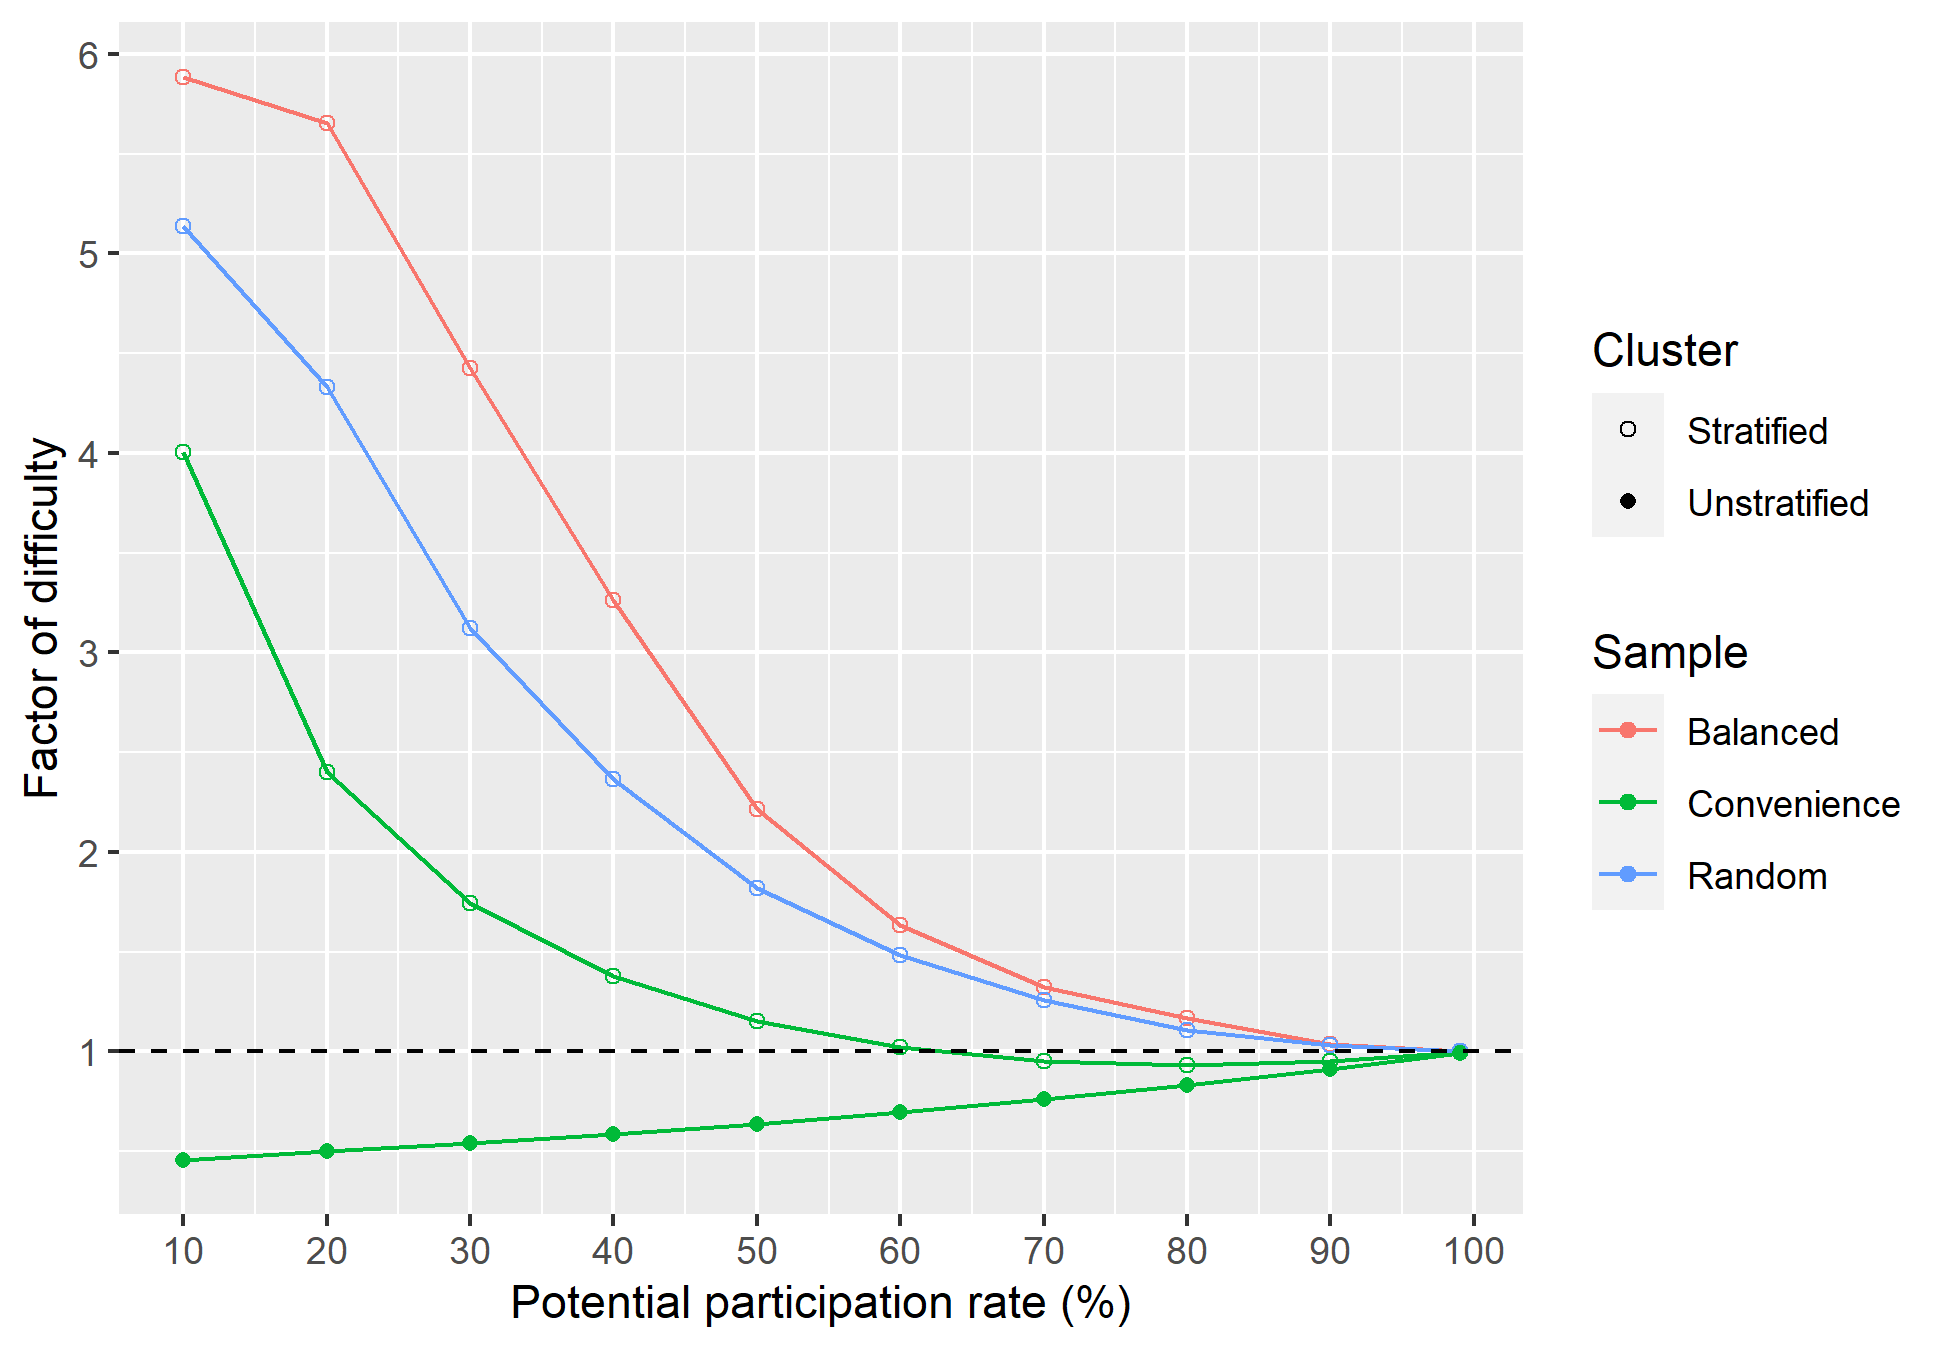 6
5
4
3
2
1
Factor of difficulty
10 20 30 40 50 60 70 80 90 100
Potential participation rate (%)
Cluster
Stratified
Unstratified
Sample
Balanced
Convenience
Random